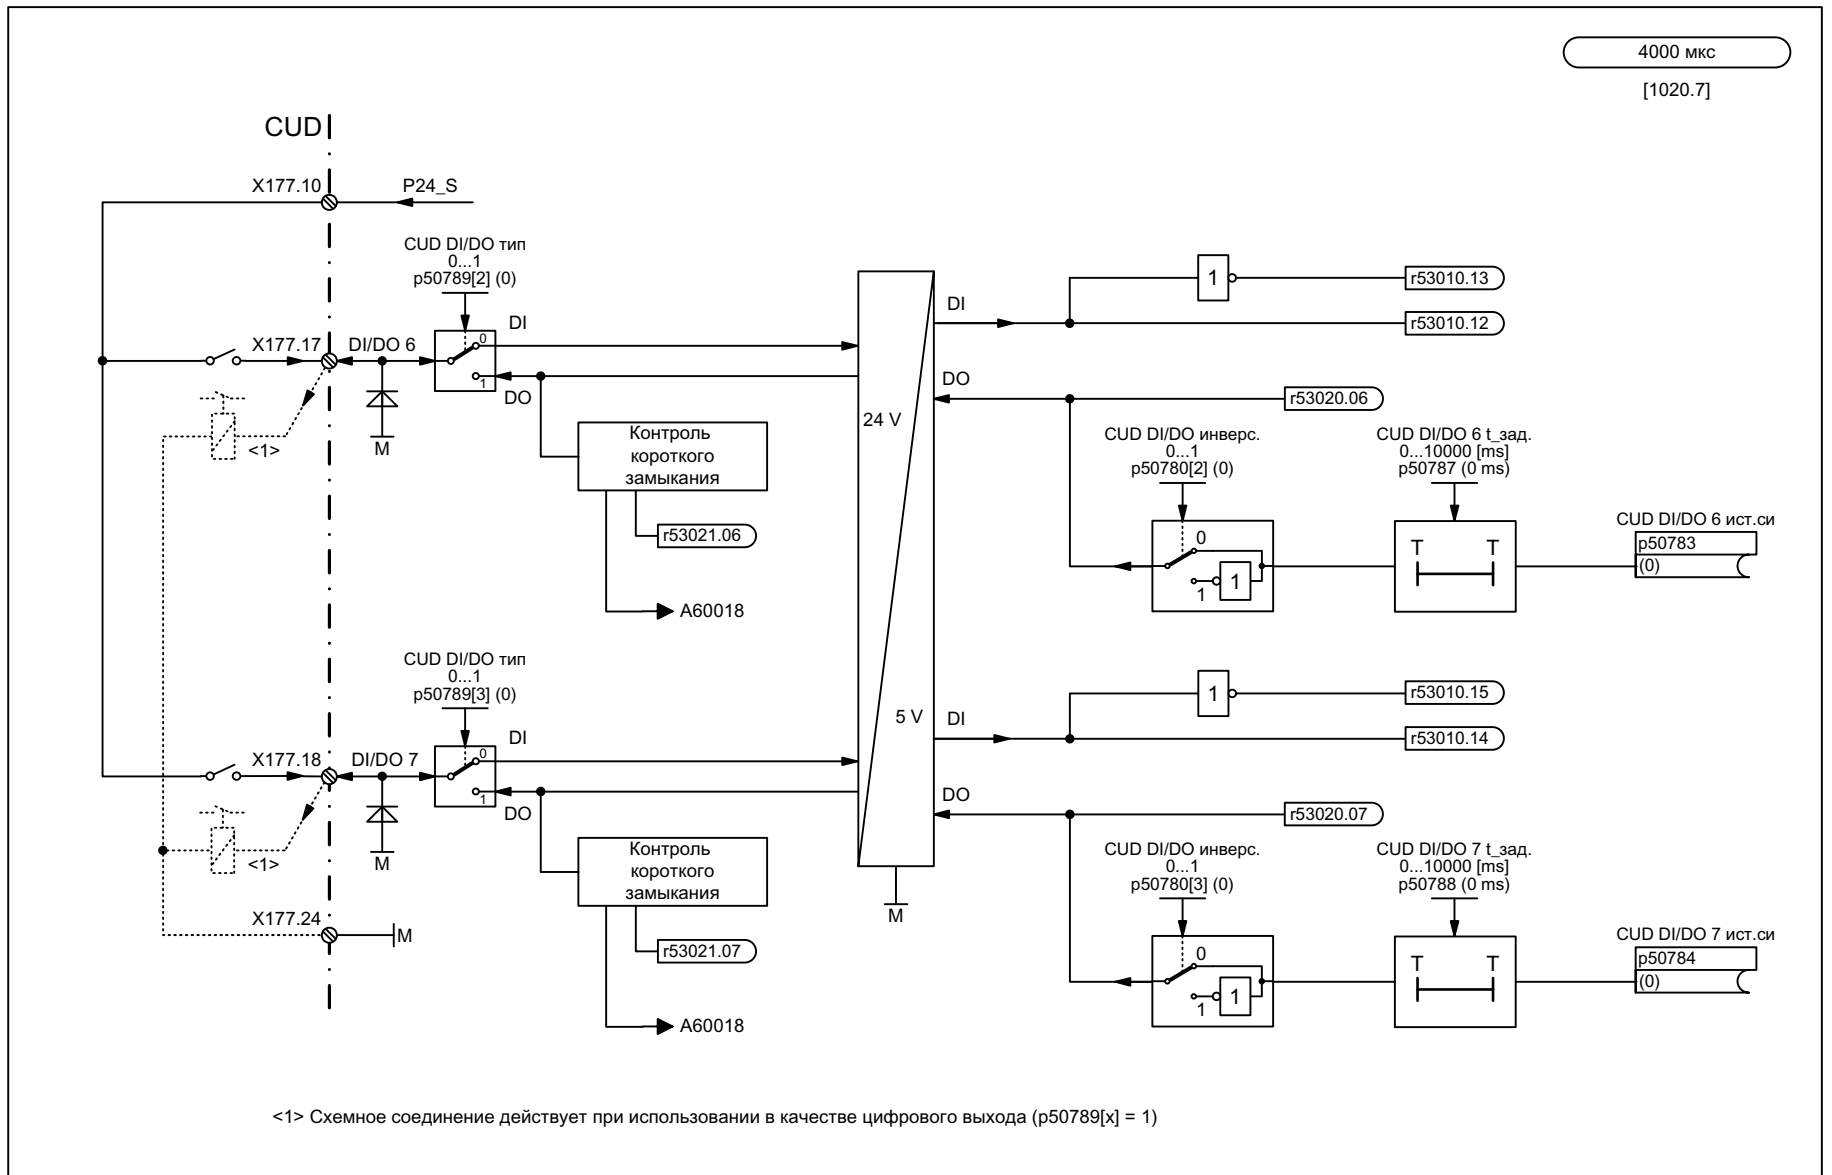 4000 мкс
[1020.7]
CUD
X177.10
P24_S
CUD DI/DO тип
0...1
p50789[2] (0)
X177.17
DI/DO 6
0
1
DI
DO
<1>
M
Контроль
короткого
замыкания
r53021.06
A60018
24 V
5 V
M
DI
1
r53010.13
r53010.12
DO
r53020.06
CUD DI/DO инверс.
0...1
p50780[2] (0)
0
1
1
CUD DI/DO 6 t_зад.
0...10000 [ms]
p50787 (0 ms)
T
T
CUD DI/DO 6 ист.си
p50783
(0)
CUD DI/DO тип
0...1
p50789[3] (0)
X177.18
DI/DO 7
0
1
DI
DO
<1>
M
Контроль
короткого
замыкания
r53021.07
A60018
X177.24
M
DI
1
r53010.15
r53010.14
DO
r53020.07
CUD DI/DO инверс.
0...1
p50780[3] (0)
0
1
1
CUD DI/DO 7 t_зад.
0...10000 [ms]
p50788 (0 ms)
T
T
CUD DI/DO 7 ист.си
p50784
(0)
<1> Схемное соединение действует при использовании в качестве цифрового выхода (p50789[x] = 1)